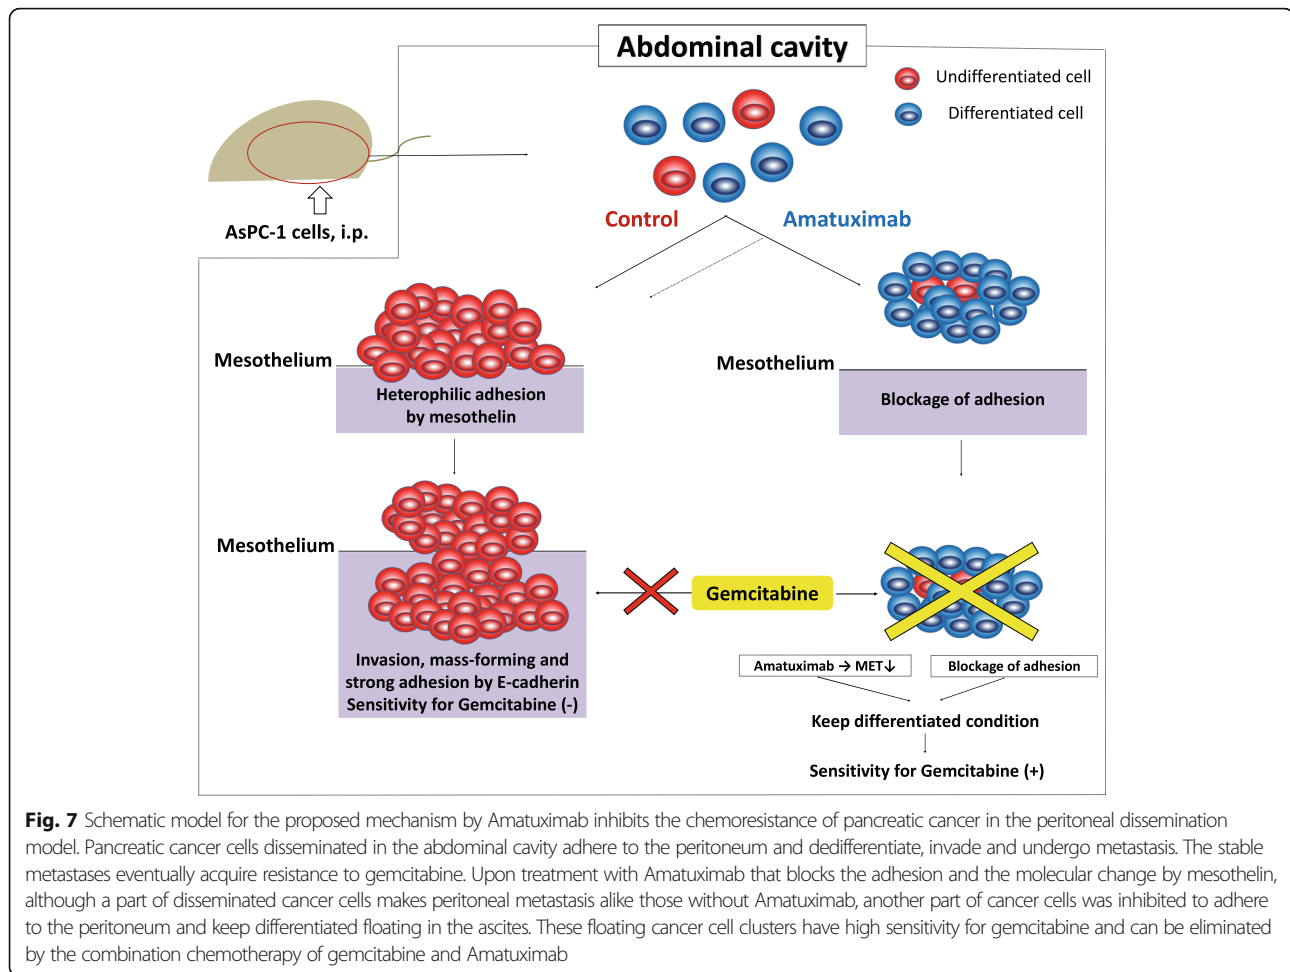 Abdominal cavity
Undifferentiated cell
Differentiated cell
AsPC-1 cells, i.p.
Control
Amatuximab
Mesothelium
Heterophilic adhesion
by mesothelin
Mesothelium
Blockage of adhesion
Mesothelium
Invasion, mass-forming and
strong adhesion by E-cadherin
Sensitivity for Gemcitabine (-)
Gemcitabine
Amatuximab → MET↓
Blockage of adhesion
Keep differentiated condition
Sensitivity for Gemcitabine (+)
Fig. 7 Schematic model for the proposed mechanism by Amatuximab inhibits the chemoresistance of pancreatic cancer in the peritoneal dissemination
model. Pancreatic cancer cells disseminated in the abdominal cavity adhere to the peritoneum and dedifferentiate, invade and undergo metastasis. The stable
metastases eventually acquire resistance to gemcitabine. Upon treatment with Amatuximab that blocks the adhesion and the molecular change by mesothelin,
although a part of disseminated cancer cells makes peritoneal metastasis alike those without Amatuximab, another part of cancer cells was inhibited to adhere
to the peritoneum and keep differentiated floating in the ascites. These floating cancer cell clusters have high sensitivity for gemcitabine and can be eliminated
by the combination chemotherapy of gemcitabine and Amatuximab